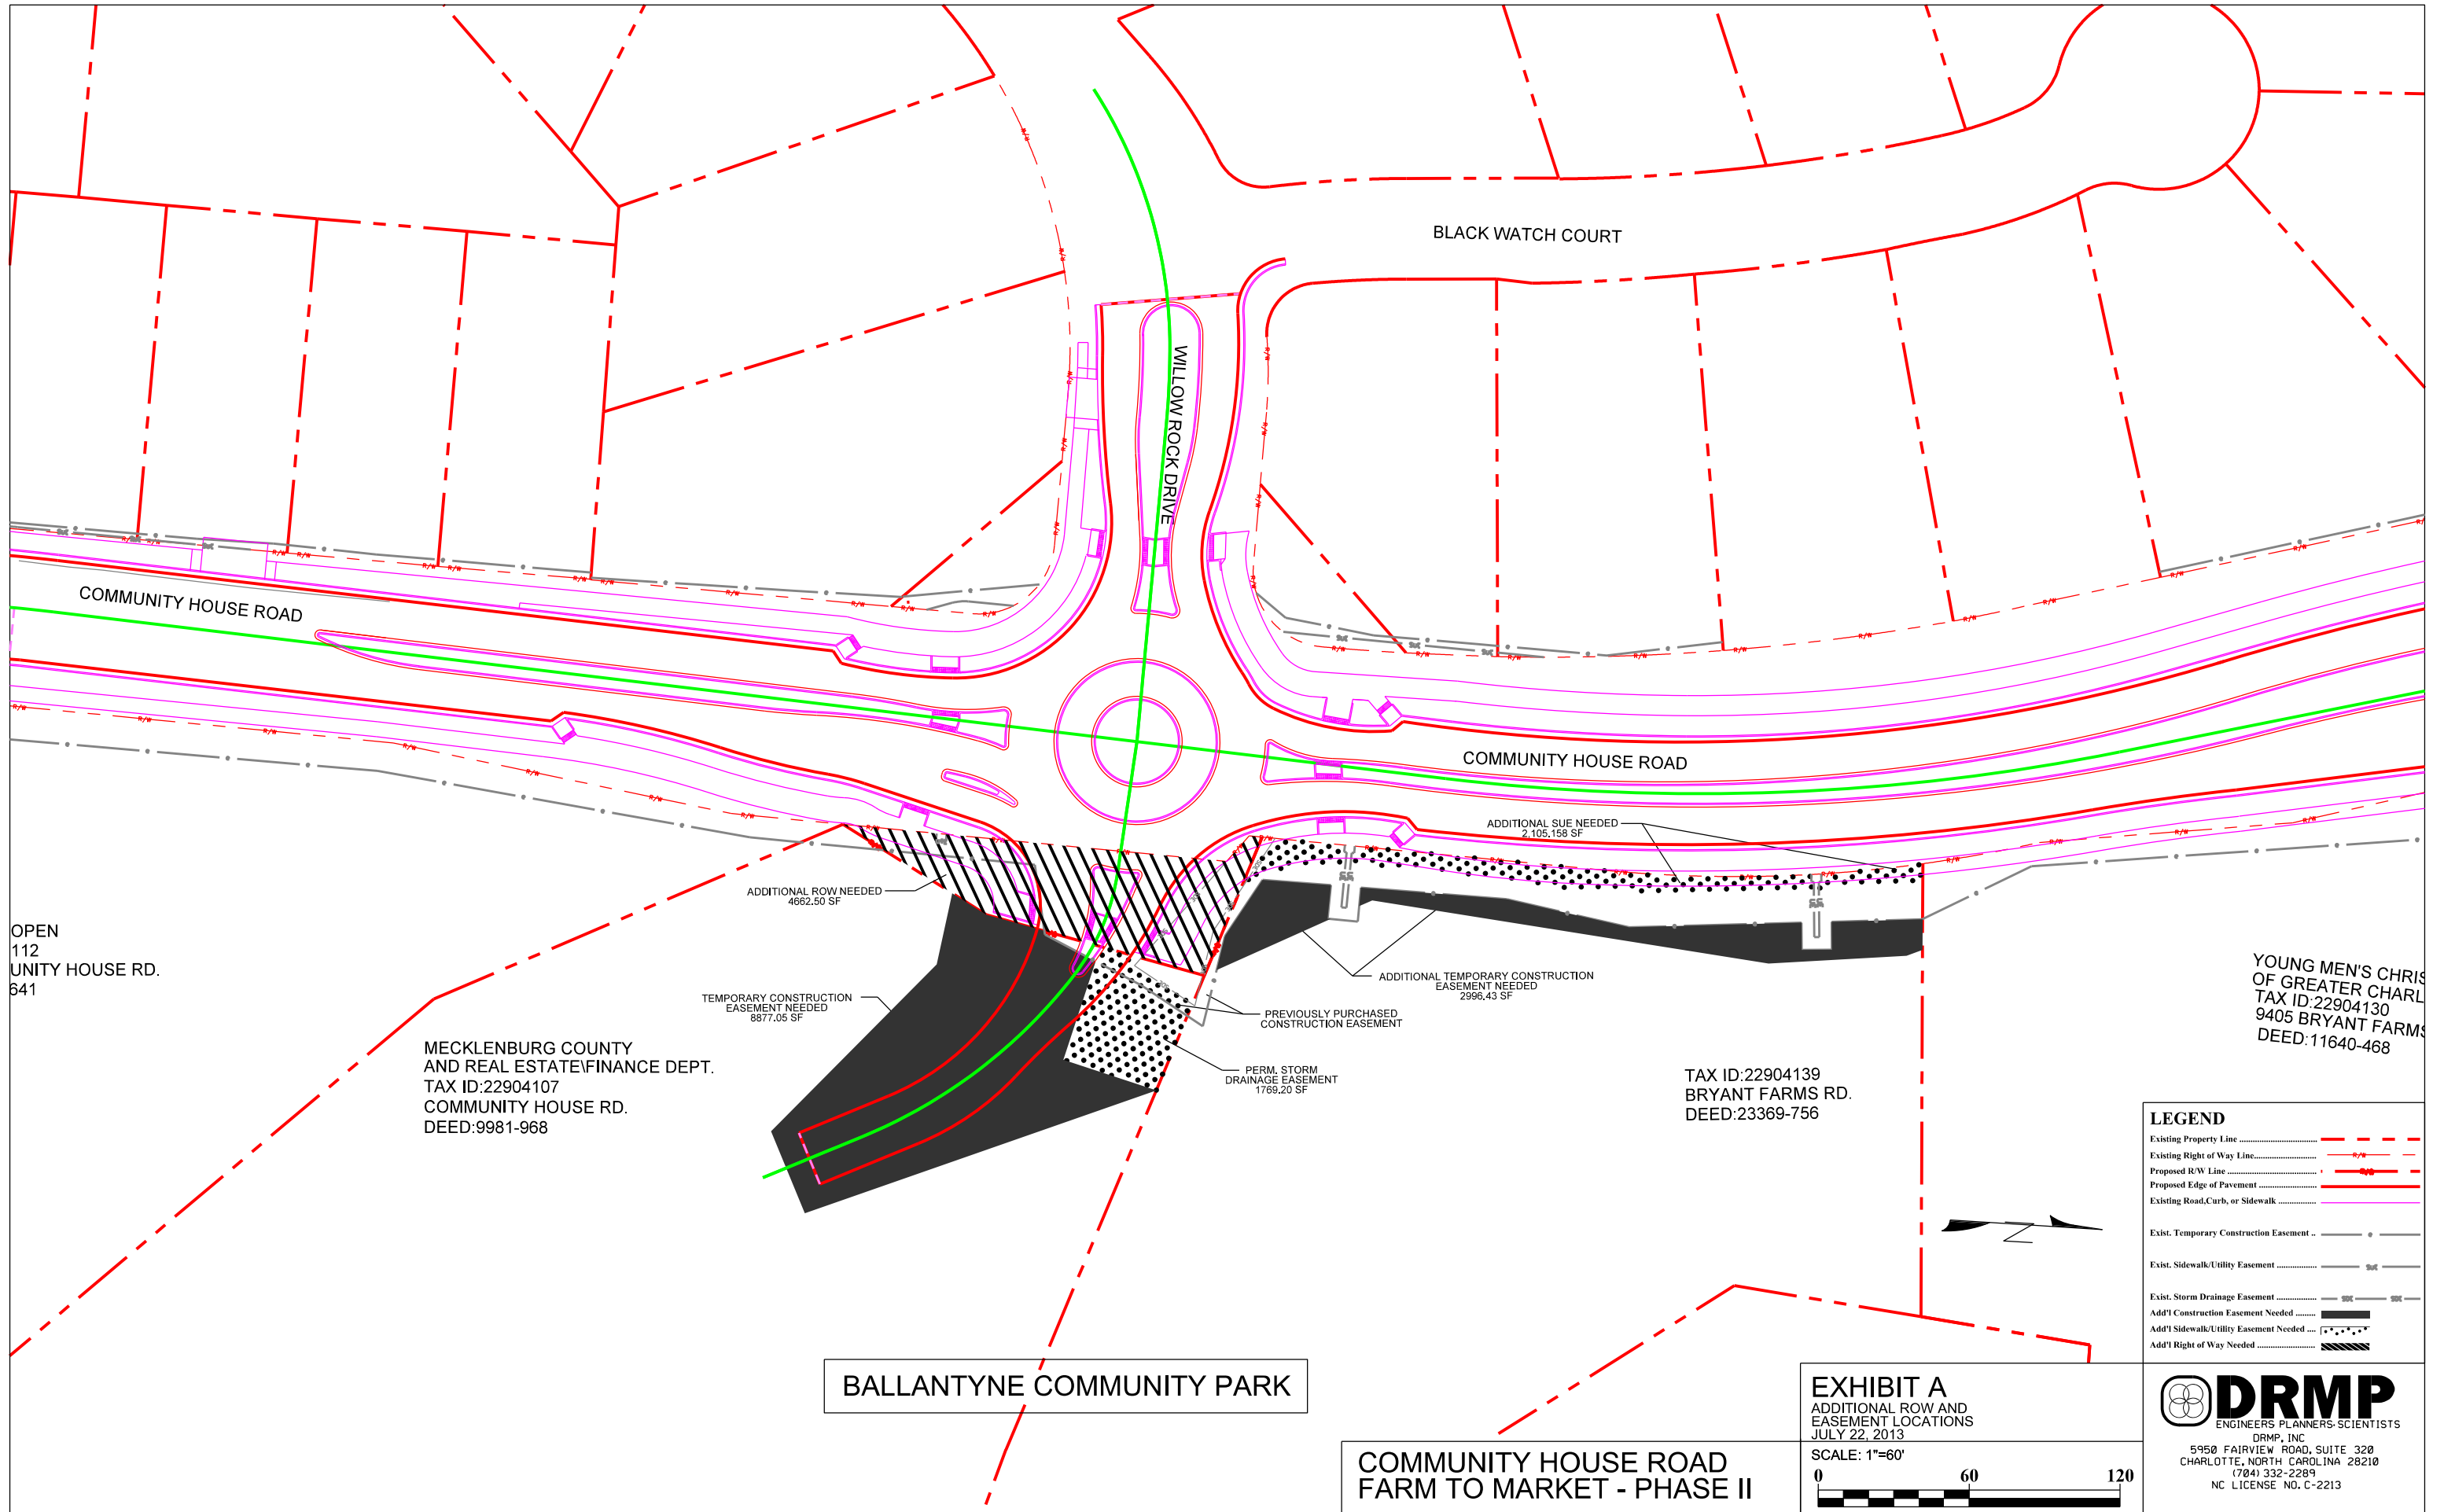 BLACK WATCH COURT
WILLOW ROCK DRIVE
COMMUNITY HOUSE ROAD
COMMUNITY HOUSE ROAD
ADDITIONAL SUE NEEDED
2,105.158 SF
ADDITIONAL ROW NEEDED
4662.50 SF
OPEN
112
UNITY HOUSE RD.
641
TEMPORARY CONSTRUCTION
EASEMENT NEEDED
8877.05 SF
ADDITIONAL TEMPORARY CONSTRUCTION
EASEMENT NEEDED
2996.43 SF
PREVIOUSLY PURCHASED
CONSTRUCTION EASEMENT
PERM. STORM
DRAINAGE EASEMENT
1769.20 SF
MECKLENBURG COUNTY
AND REAL ESTATE\FINANCE DEPT.
TAX ID:22904107
COMMUNITY HOUSE RD.
DEED:9981-968
TAX ID:22904139
BRYANT FARMS RD.
DEED:23369-756
YOUNG MEN'S CHRIS
OF GREATER CHARL
TAX ID:22904130
9405 BRYANT FARMS
DEED:11640-468
LEGEND
Existing Property Line
Existing Right of Way Line
R/W
Proposed R/W Line
R/W
Proposed Edge of Pavement
Existing Road,Curb, or Sidewalk
Exist. Temporary Construction Easement
Exist. Sidewalk/Utility Easement
Exist. Storm Drainage Easement
Add'l Construction Easement Needed
Add'l Sidewalk/Utility Easement Needed
Add'l Right of Way Needed
BALLANTYNE COMMUNITY PARK
COMMUNITY HOUSE ROAD
FARM TO MARKET - PHASE II
EXHIBIT A
ADDITIONAL ROW AND
EASEMENT LOCATIONS
JULY 22, 2013
SCALE: 1"=60'
0 60 120
DRMP
ENGINEERS·PLANNERS·SCIENTISTS
DRMP, INC
5950 FAIRVIEW ROAD, SUITE 320
CHARLOTTE, NORTH CAROLINA 28210
(704) 332-2289
NC LICENSE NO. C-2213